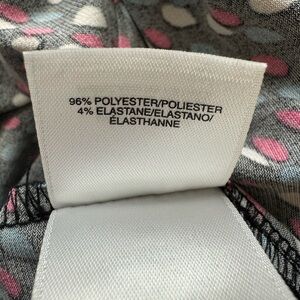 96% POLYESTER/POLIESTER
4% ELASTANE/ELASTANO/
ÉLASTHANNE